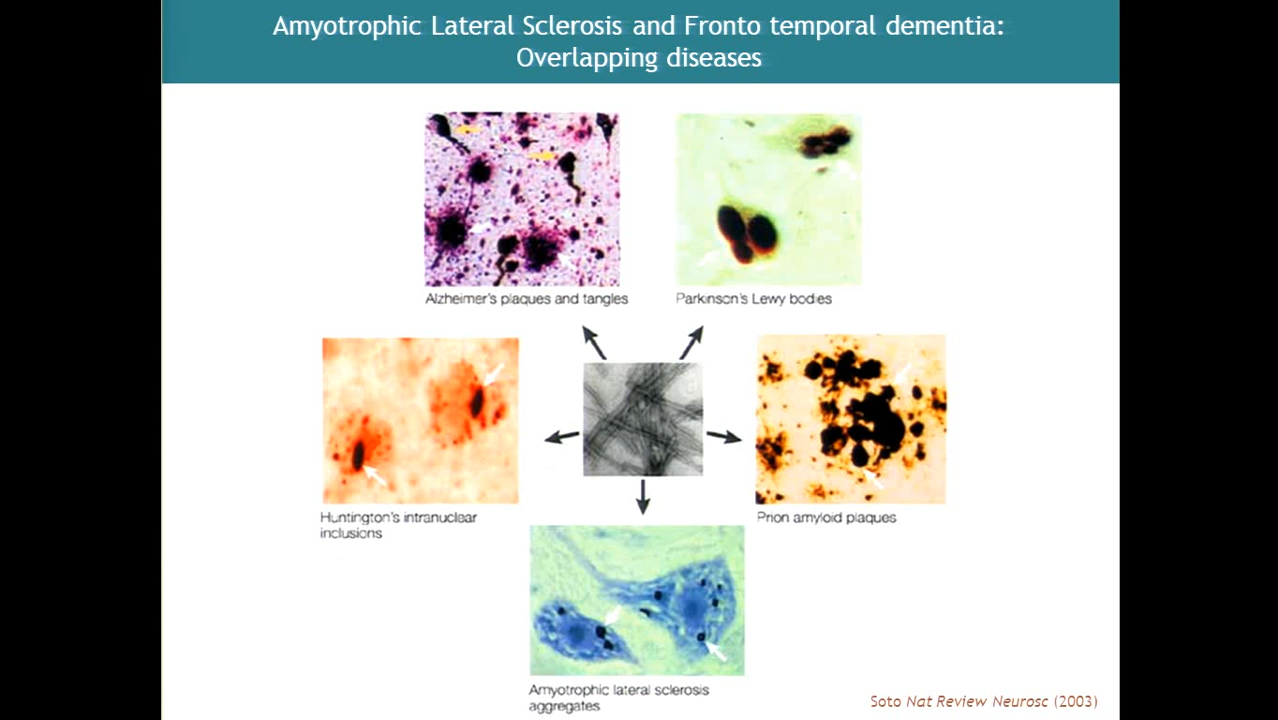 Amyotrophic Lateral Sclerosis and Fronto temporal dementia:
Overlapping diseases
Alzheimer's plaques and tangles
Parkinson's Lewy bodies
Huntington's intranuclear
inclusions
Prion amyloid plaques
Amyotrophic lateral sclerosis
aggregates
Soto Nat Review Neurosc (2003)